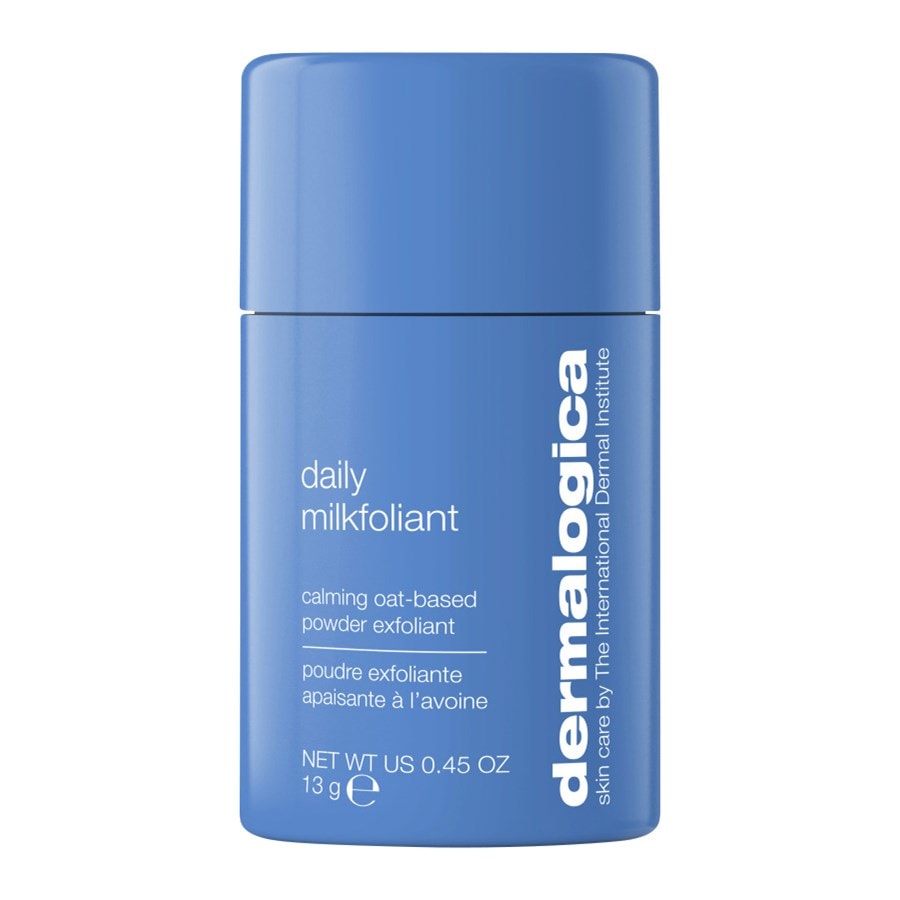 daily
milkfoliant
calming oat-based
powder exfoliant
poudre exfoliante
apaisante à l'avoine
NET WT US 0.45 OZ
13 g ℮
dermalogica
skin care by The International Dermal Institute